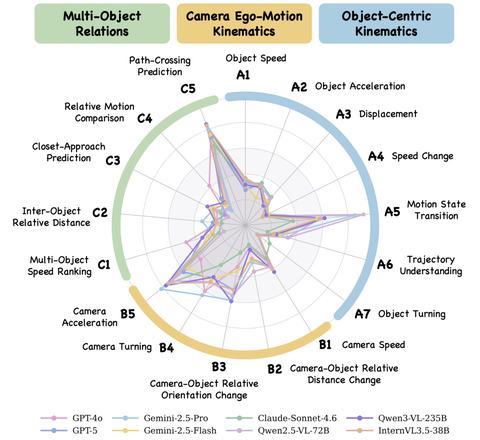 Multi-Object
Relations
Camera Ego-Motion
Kinematics
Object-Centric
Kinematics
Path-Crossing
Prediction
C5
Object Speed
A1
A2 Object Acceleration
Relative Motion
Comparison
C4
A3 Displacement
Closet-Approach
Prediction
C3
A4 Speed Change
Inter-Object
Relative Distance
C2
A5 Motion State
Transition
Multi-Object
Speed Ranking
C1
A6 Trajectory
Understanding
Camera
Acceleration
B5
A7 Object Turning
Camera Turning B4
B1 Camera Speed
B3
Camera-Object Relative
Orientation Change
B2 Camera-Object Relative
Distance Change
GPT-4o Gemini-2.5-Pro Claude-Sonnet-4.6 Qwen3-VL-235B
GPT-5 Gemini-2.5-Flash Qwen2.5-VL-72B InternVL3.5-38B